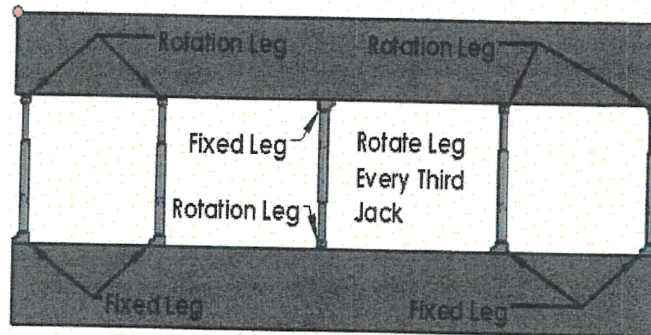 Rotation Leg
Rotation Leg
Fixed Leg
Rotate Leg
Every Third
Jack
Rotation Leg
Fixed Leg
Fixed Leg